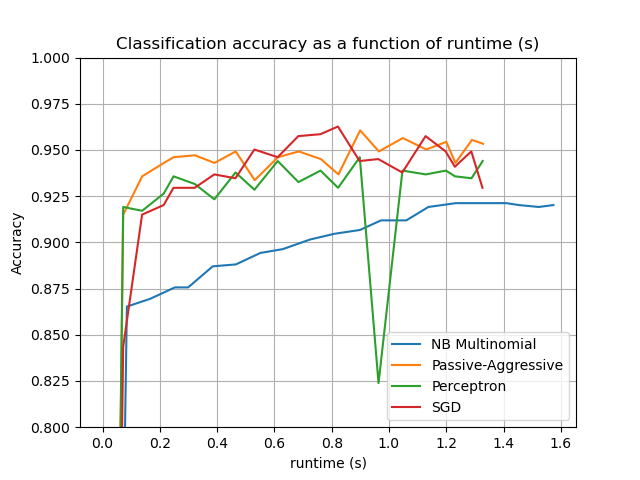 Classification accuracy as a function of runtime (s)
1.000
0.975
0.950
0.925
0.900
0.875
0.850
0.825
0.800
Accuracy
NB Multinomial
Passive-Aggressive
Perceptron
SGD
0.0 0.2 0.4 0.6 0.8 1.0 1.2 1.4 1.6
runtime (s)